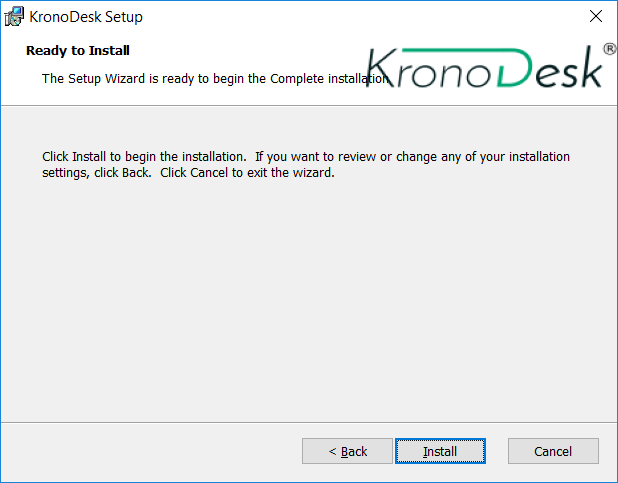 KronoDesk Setup
Ready to Install
The Setup Wizard is ready to begin the Complete installation.
KronoDesk®
Click Install to begin the installation.  If you want to review or change any of your installation
settings, click Back.  Click Cancel to exit the wizard.
< Back
Install
Cancel